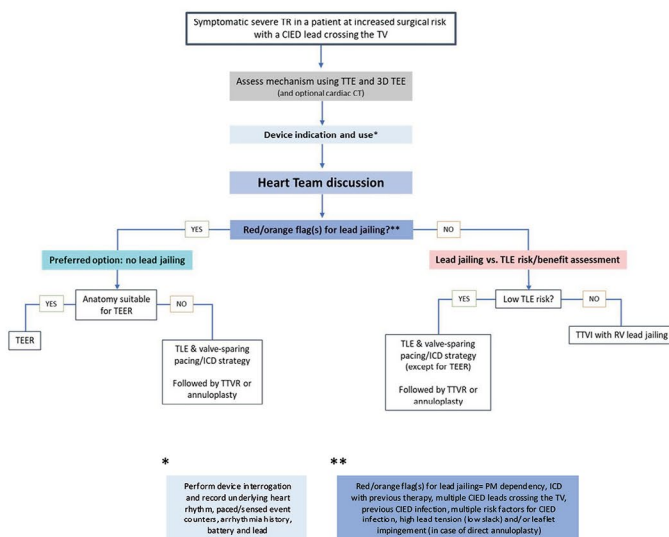 Symptomatic severe TR in a patient at increased surgical risk
with a CIED lead crossing the TV
Assess mechanism using TTE and 3D TEE
(and optional cardiac CT)
Device indication and use*
Heart Team discussion
YES
Red/orange flag(s) for lead jailing?**
NO
Preferred option: no lead jailing
Lead jailing vs. TLE risk/benefit assessment
YES
Anatomy suitable
for TEER
NO
YES
Low TLE risk?
NO
TEER
TLE & valve-sparing
pacing/ICD strategy
Followed by TTVR or
annuloplasty
TLE & valve-sparing
pacing/ICD strategy
(except for TEER)
Followed by TTVR or
annuloplasty
TTVI with RV lead jailing
*
Perform device interrogation
and record underlying heart
rhythm, paced/sensed event
counters, arrhythmia history,
battery and lead
**
Red/orange flag(s) for lead jailing= PM dependency, ICD
with previous therapy, multiple CIED leads crossing the TV,
previous CIED infection, multiple risk factors for CIED
infection, high lead tension (low slack) and/or leaflet
impingement (in case of direct annuloplasty)